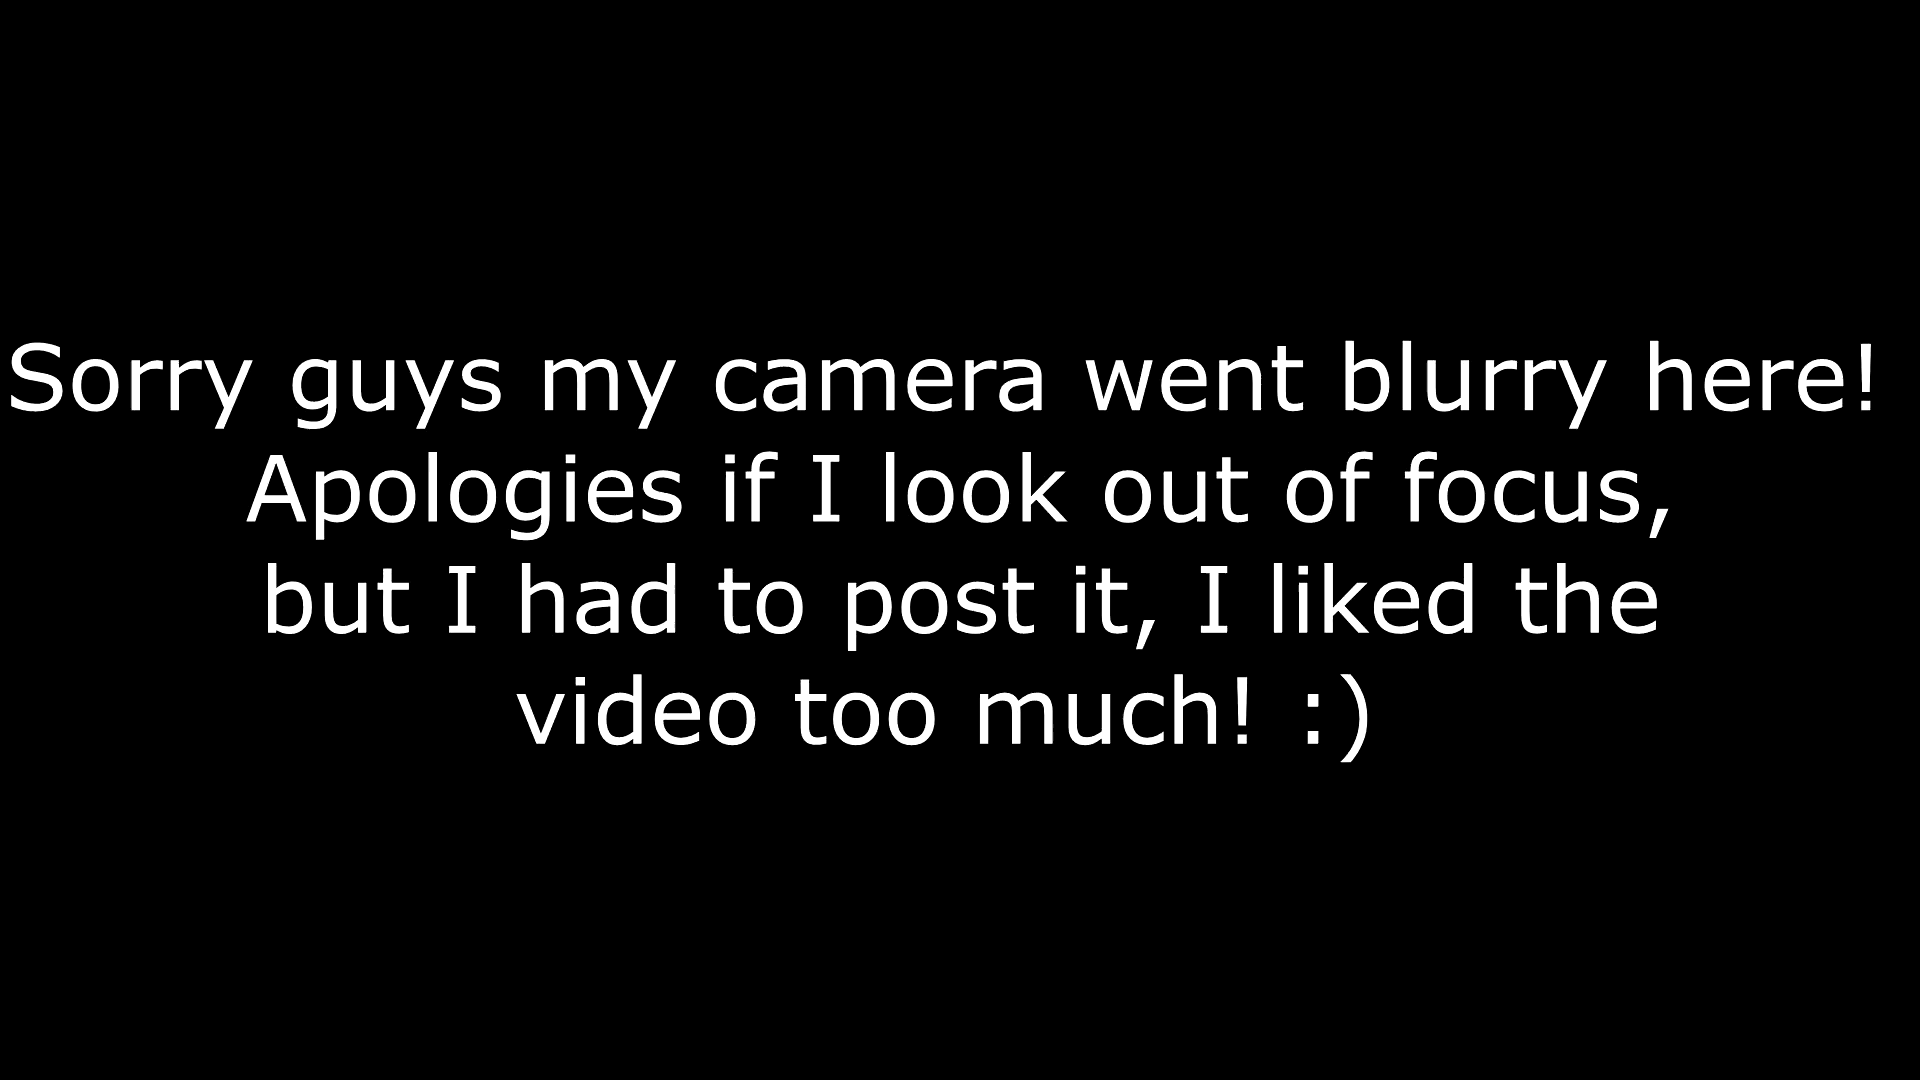 Sorry guys my camera went blurry here!
Apologies if I look out of focus,
but I had to post it, I liked the
video too much! :)